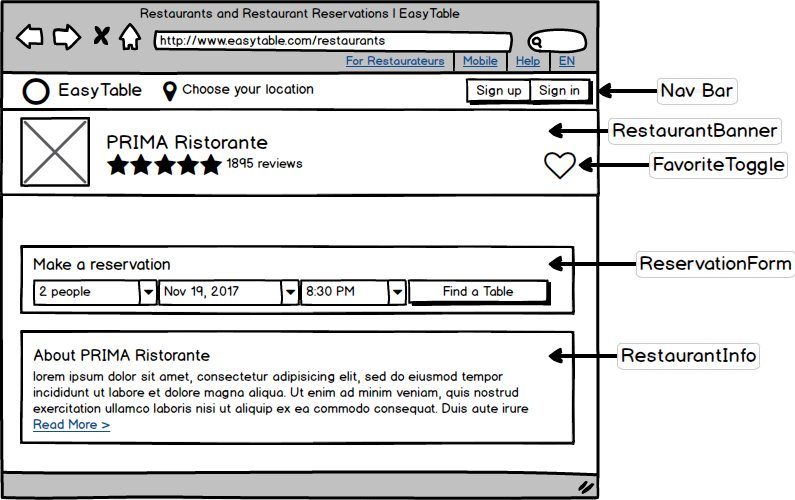 Restaurants and Restaurant Reservations | EasyTable
http://www.easytable.com/restaurants
For Restaurateurs Mobile Help EN
EasyTable Choose your location Sign up Sign in Nav Bar
RestaurantBanner
PRIMA Ristorante
1895 reviews FavoriteToggle
Make a reservation ReservationForm
2 people Nov 19, 2017 8:30 PM Find a Table
About PRIMA Ristorante RestaurantInfo
lorem ipsum dolor sit amet, consectetur adipisicing elit, sed do eiusmod tempor
incididunt ut labore et dolore magna aliqua. Ut enim ad minim veniam, quis nostrud
exercitation ullamco laboris nisi ut aliquip ex ea commodo consequat. Duis aute irure
Read More >